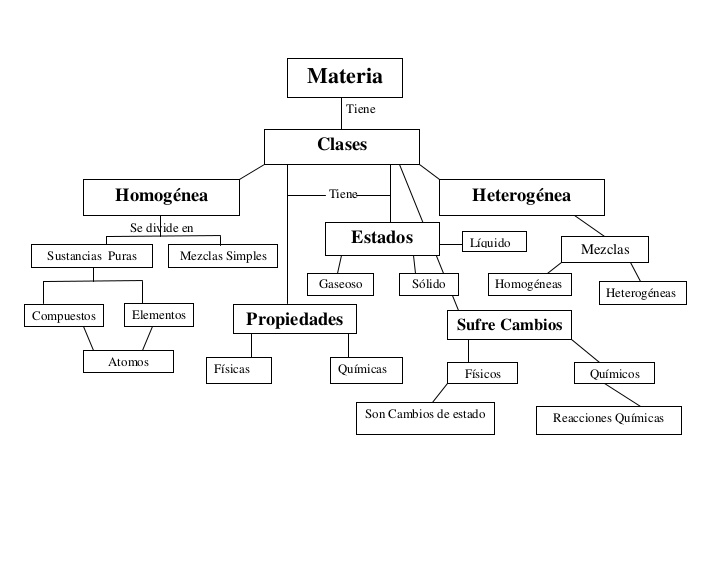 Materia
Tiene
Clases
Homogénea
Tiene
Heterogénea
Se divide en
Estados
Líquido
Mezclas
Sustancias Puras
Mezclas Simples
Gaseoso
Sólido
Homogéneas
Heterogéneas
Compuestos
Elementos
Propiedades
Sufre Cambios
Atomos
Físicas
Químicas
Físicos
Químicos
Son Cambios de estado
Reacciones Químicas